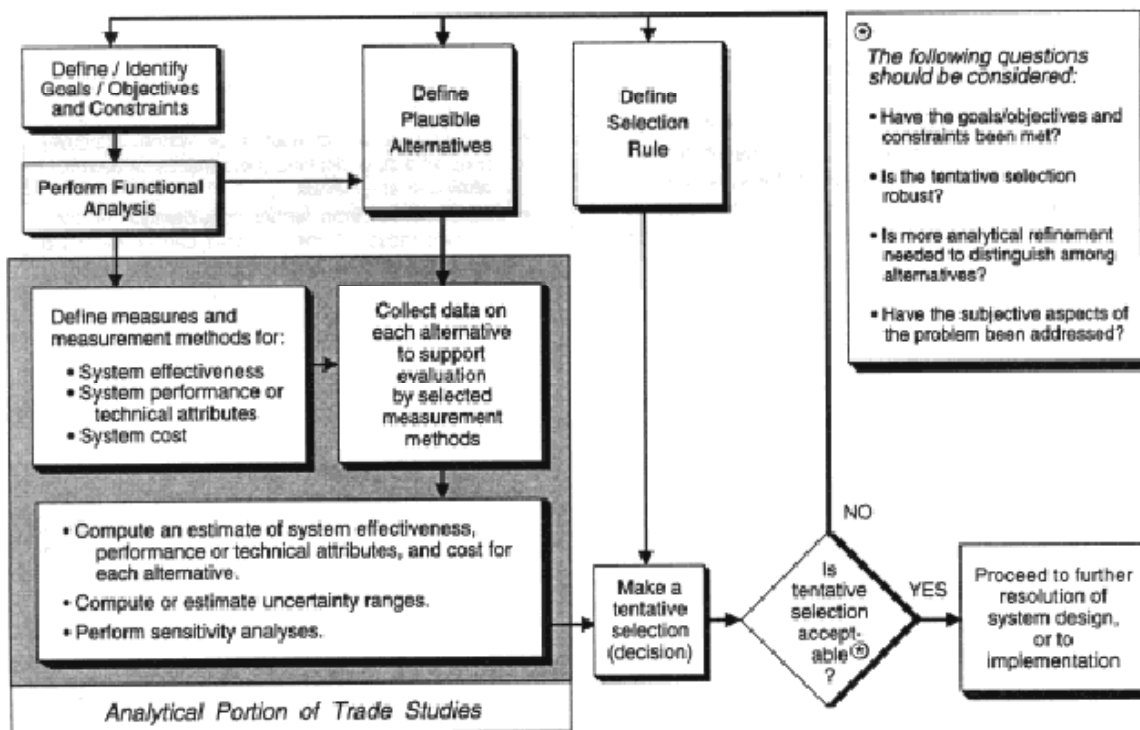 Define / Identify
Goals / Objectives
and Constraints
Perform Functional
Analysis
Define
Plausible
Alternatives
Define
Selection
Rule
*
The following questions
should be considered:
• Have the goals/objectives and
constraints been met?
• Is the tentative selection
robust?
• Is more analytical refinement
needed to distinguish among
alternatives?
• Have the subjective aspects of
the problem been addressed?
Define measures and
measurement methods for:
• System effectiveness
• System performance or
technical attributes
• System cost
Collect data on
each alternative
to support
evaluation
by selected
measurement
methods
• Compute an estimate of system effectiveness,
performance or technical attributes, and cost for
each alternative.
• Compute or estimate uncertainty ranges.
• Perform sensitivity analyses.
Analytical Portion of Trade Studies
Make a
tentative
selection
(decision)
Is
tentative
selection
accept-
able*
?
NO
YES
Proceed to further
resolution of
system design,
or to
implementation